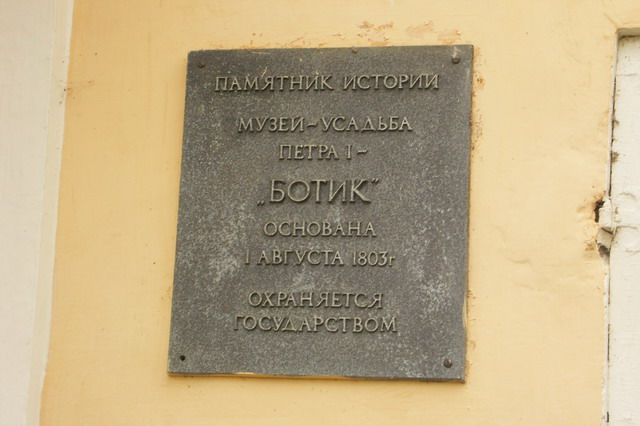 ПАМЯТНИК ИСТОРИИ
МУЗЕЙ-УСАДЬБА
ПЕТРА I-
„БОТИК"
ОСНОВАНА
1 АВГУСТА 1803г
ОХРАНЯЕТСЯ
ГОСУДАРСТВОМ